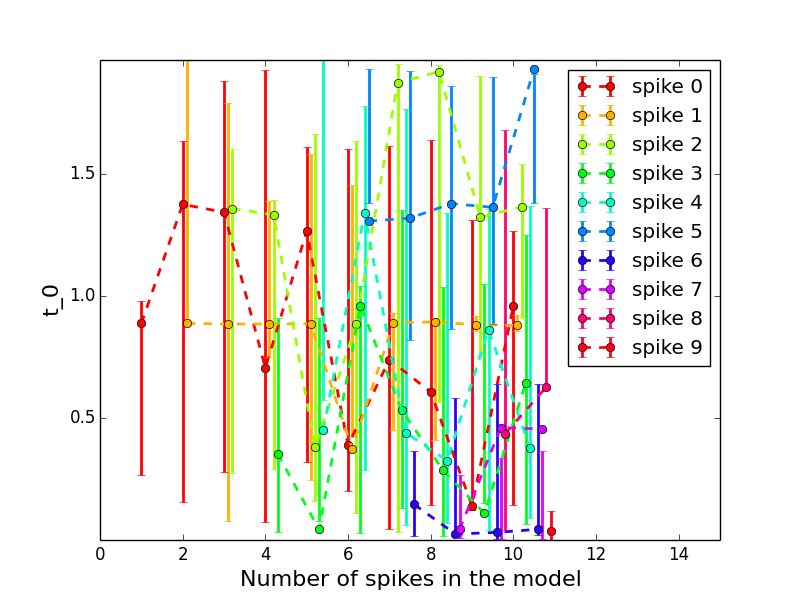 1.5
1.0
0.5
t_0
0
2
4
6
8
10
12
14
Number of spikes in the model
spike 0
spike 1
spike 2
spike 3
spike 4
spike 5
spike 6
spike 7
spike 8
spike 9